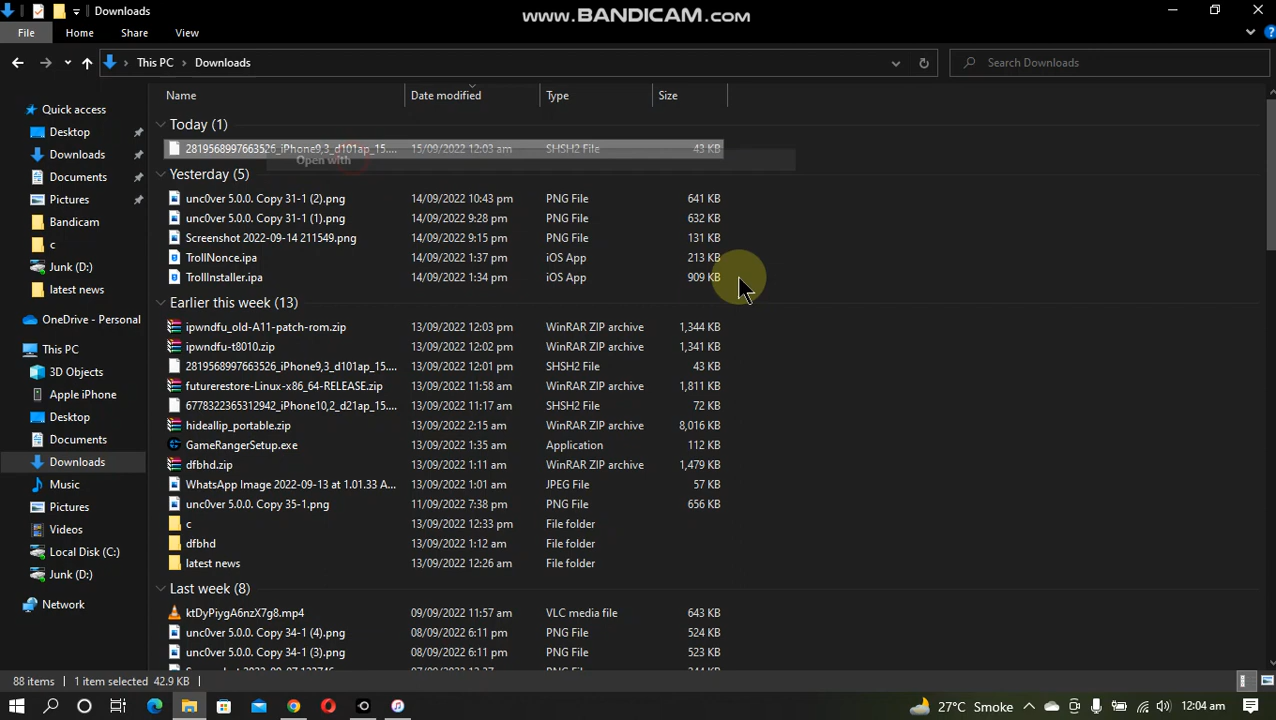 Downloads
www.BANDICAM.com
File Home Share View
This PC Downloads
Search Downloads
Name Date modified Type Size
Quick access
Desktop
Downloads
Documents
Pictures
Bandicam
c
Junk (D:)
latest news
OneDrive - Personal
This PC
3D Objects
Apple iPhone
Desktop
Documents
Downloads
Music
Pictures
Videos
Local Disk (C:)
Junk (D:)
Network
Today (1)
2819568997663526_iPhone9,3_d101ap_15.... 15/09/2022 12:03 am SHSH2 File 43 KB
Open with
Yesterday (5)
unc0ver 5.0.0. Copy 31-1 (2).png 14/09/2022 10:43 pm PNG File 641 KB
unc0ver 5.0.0. Copy 31-1 (1).png 14/09/2022 9:28 pm PNG File 632 KB
Screenshot 2022-09-14 211549.png 14/09/2022 9:15 pm PNG File 131 KB
TrollNonce.ipa 14/09/2022 1:37 pm iOS App 213 KB
TrollInstaller.ipa 14/09/2022 1:34 pm iOS App 909 KB
Earlier this week (13)
ipwndfu_old-A11-patch-rom.zip 13/09/2022 12:03 pm WinRAR ZIP archive 1,344 KB
ipwndfu-t8010.zip 13/09/2022 12:02 pm WinRAR ZIP archive 1,341 KB
2819568997663526_iPhone9,3_d101ap_15.... 13/09/2022 12:01 pm SHSH2 File 43 KB
futurerestore-Linux-x86_64-RELEASE.zip 13/09/2022 11:58 am WinRAR ZIP archive 1,811 KB
6778322365312942_iPhone10,2_d21ap_15.... 13/09/2022 11:17 am SHSH2 File 72 KB
hideallip_portable.zip 13/09/2022 2:15 am WinRAR ZIP archive 8,016 KB
GameRangerSetup.exe 13/09/2022 1:35 am Application 112 KB
dfbhd.zip 13/09/2022 1:11 am WinRAR ZIP archive 1,479 KB
WhatsApp Image 2022-09-13 at 1.01.33 A... 13/09/2022 1:01 am JPEG File 57 KB
unc0ver 5.0.0. Copy 35-1.png 11/09/2022 7:38 pm PNG File 656 KB
c 13/09/2022 12:33 pm File folder
dfbhd 13/09/2022 1:12 am File folder
latest news 13/09/2022 12:26 am File folder
Last week (8)
ktDyPiygA6nzX7g8.mp4 09/09/2022 11:57 am VLC media file 643 KB
unc0ver 5.0.0. Copy 34-1 (4).png 08/09/2022 6:11 pm PNG File 524 KB
unc0ver 5.0.0. Copy 34-1 (3).png 08/09/2022 6:11 pm PNG File 523 KB
88 items 1 item selected 42.9 KB
27°C Smoke 12:04 am